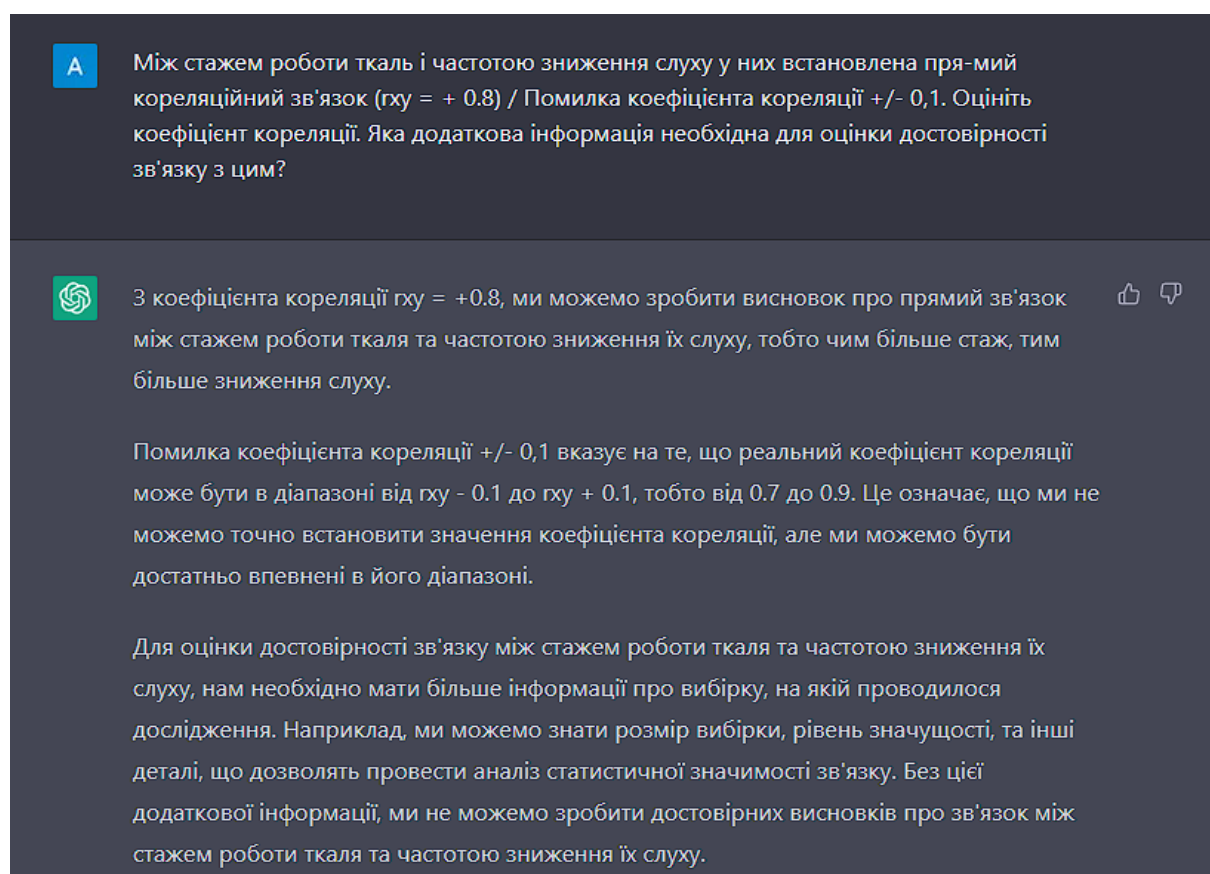 A
Між стажем роботи ткаль і частотою зниження слуху у них встановлена пря-мий
кореляційний зв'язок (rxy = + 0.8) / Помилка коефіцієнта кореляції +/- 0,1. Оцініть
коефіцієнт кореляції. Яка додаткова інформація необхідна для оцінки достовірності
зв'язку з цим?
З коефіцієнта кореляції rxy = +0.8, ми можемо зробити висновок про прямий зв'язок
між стажем роботи ткаля та частотою зниження їх слуху, тобто чим більше стаж, тим
більше зниження слуху.
Помилка коефіцієнта кореляції +/- 0,1 вказує на те, що реальний коефіцієнт кореляції
може бути в діапазоні від rxy - 0.1 до rxy + 0.1, тобто від 0.7 до 0.9. Це означає, що ми не
можемо точно встановити значення коефіцієнта кореляції, але ми можемо бути
достатньо впевнені в його діапазоні.
Для оцінки достовірності зв'язку між стажем роботи ткаля та частотою зниження їх
слуху, нам необхідно мати більше інформації про вибірку, на якій проводилося
дослідження. Наприклад, ми можемо знати розмір вибірки, рівень значущості, та інші
деталі, що дозволять провести аналіз статистичної значимості зв'язку. Без цієї
додаткової інформації, ми не можемо зробити достовірних висновків про зв'язок між
стажем роботи ткаля та частотою зниження їх слуху.